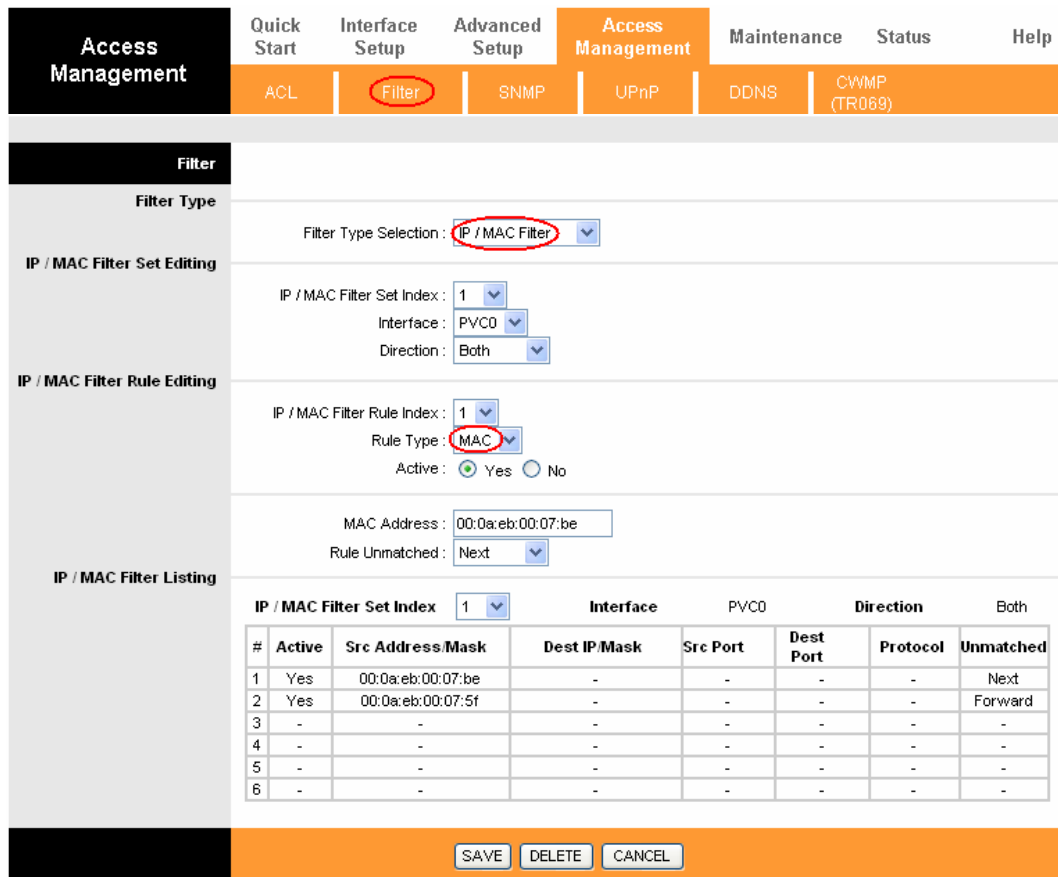 Access Management
Quick Start
Interface Setup
Advanced Setup
Access Management
Maintenance
Status
Help
ACL
Filter
SNMP
UPnP
DDNS
CWMP (TR069)
Filter
Filter Type
Filter Type Selection : IP / MAC Filter
IP / MAC Filter Set Editing
IP / MAC Filter Set Index : 1
Interface : PVC0
Direction : Both
IP / MAC Filter Rule Editing
IP / MAC Filter Rule Index : 1
Rule Type : MAC
Active : Yes No
MAC Address : 00:0a:eb:00:07:be
Rule Unmatched : Next
IP / MAC Filter Listing
IP / MAC Filter Set Index 1 Interface PVC0 Direction Both
# Active Src Address/Mask Dest IP/Mask Src Port Dest Port Protocol Unmatched
1 Yes 00:0a:eb:00:07:be - - - - Next
2 Yes 00:0a:eb:00:07:5f - - - - Forward
3 - - - - - - -
4 - - - - - - -
5 - - - - - - -
6 - - - - - - -
SAVE DELETE CANCEL